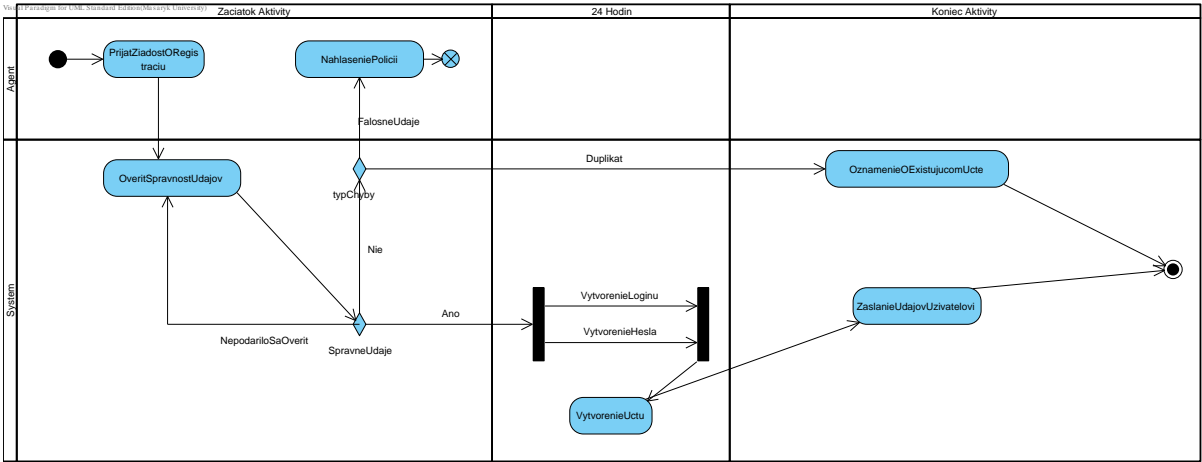 Visual Paradigm for UML Standard Edition(Masaryk University)
Zaciatok Aktivity
24 Hodin
Koniec Aktivity
Agent
PrijatZiadostORegis
traciu
NahlaseniePolicii
FalosneUdaje
System
OveritSpravnostUdajov
typChyby
Duplikat
OznamenieOExistujucomUcte
Nie
NepodariloSaOverit
SpravneUdaje
Ano
VytvorenieLoginu
VytvorenieHesla
ZaslanieUdajovUzivatelovi
VytvorenieUctu